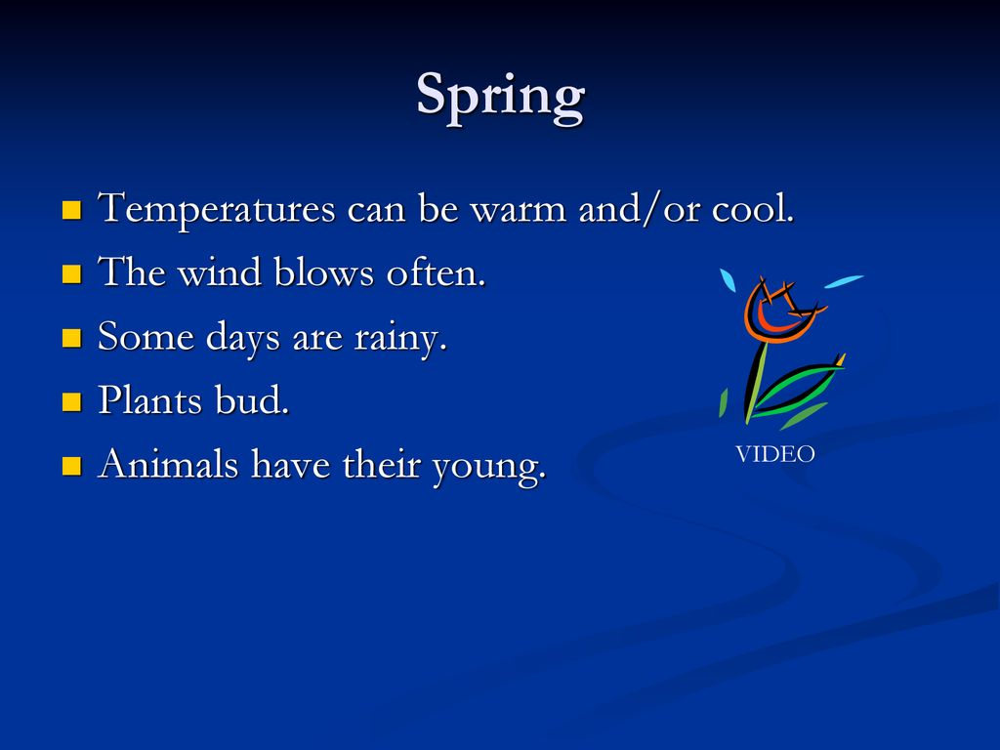 Spring
Temperatures can be warm and/or cool.
The wind blows often.
Some days are rainy.
Plants bud.
Animals have their young.
VIDEO